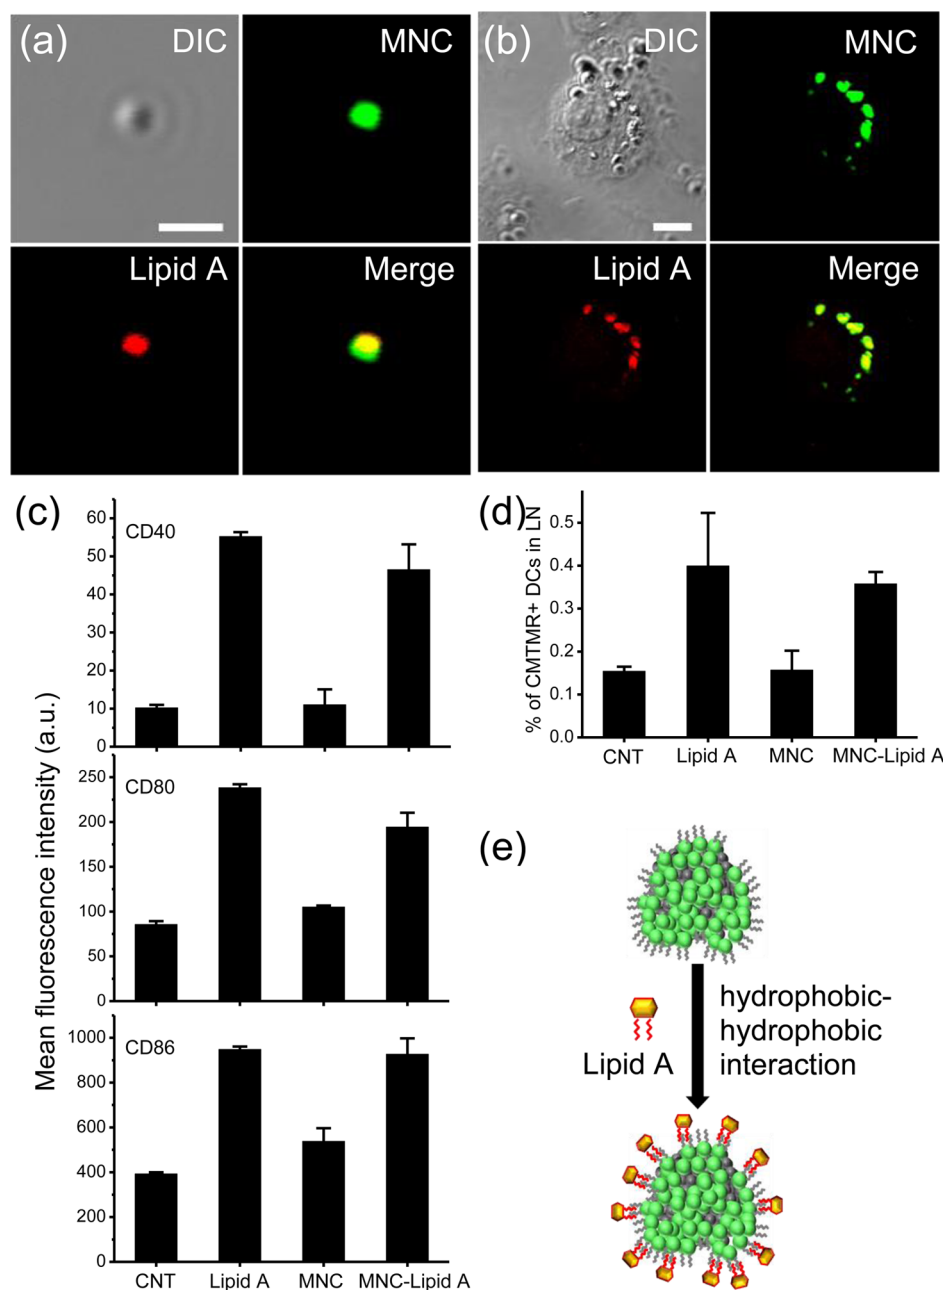 (a)
DIC
MNC
Lipid A
Merge
(b)
DIC
MNC
Lipid A
Merge
(c)
Mean fluorescence intensity (a.u.)
CD40
60
50
40
30
20
10
0
CD80
250
200
150
100
50
0
CD86
1000
800
600
400
200
0
CNT Lipid A MNC MNC-Lipid A
(d)
% of CMTMR+ DCs in LN
0.5
0.4
0.3
0.2
0.1
0.0
CNT Lipid A MNC MNC-Lipid A
(e)
Lipid A
hydrophobic-
hydrophobic
interaction